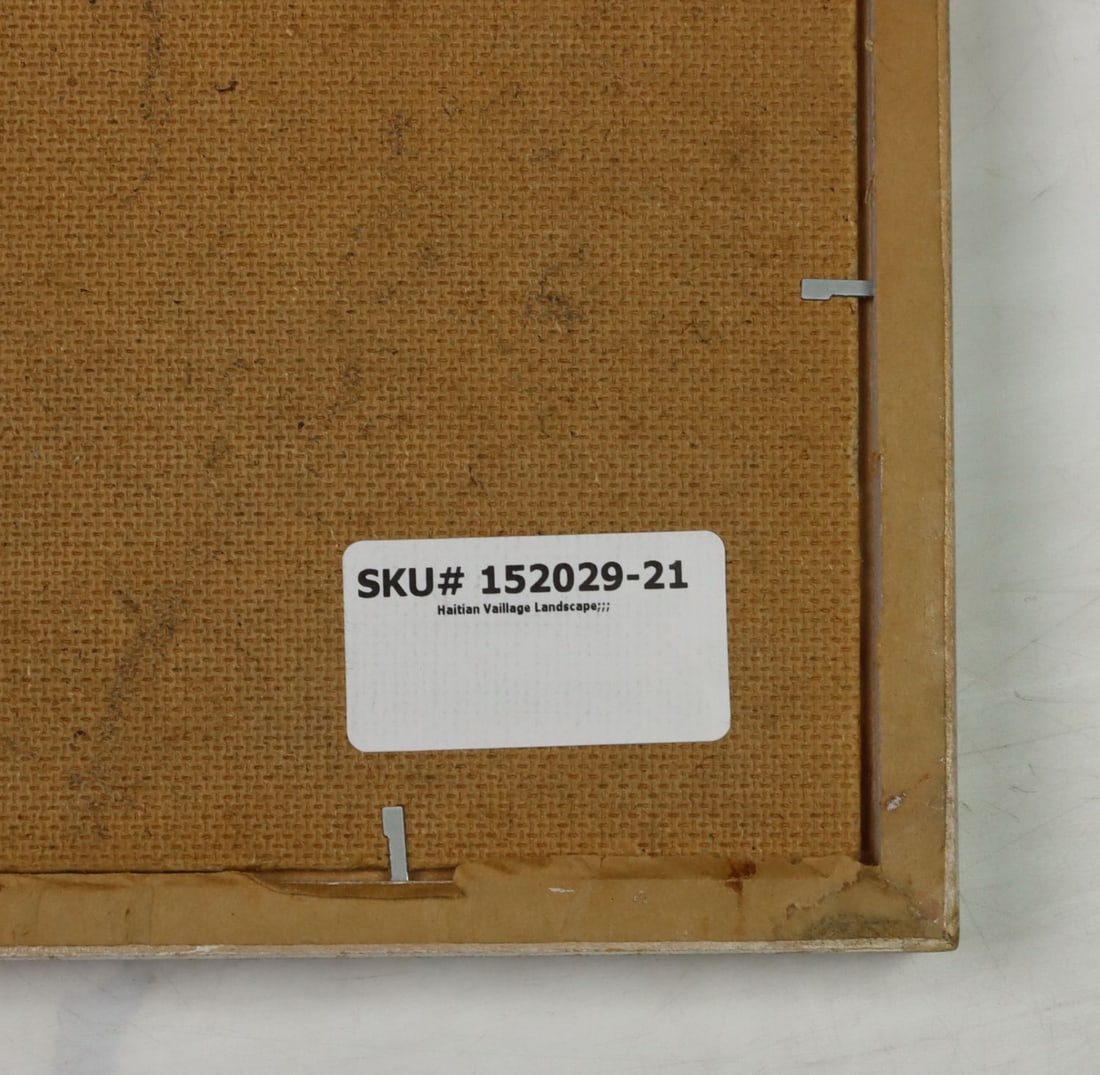 SKU# 152029-21
Haitian Vaillage Landscape;;;